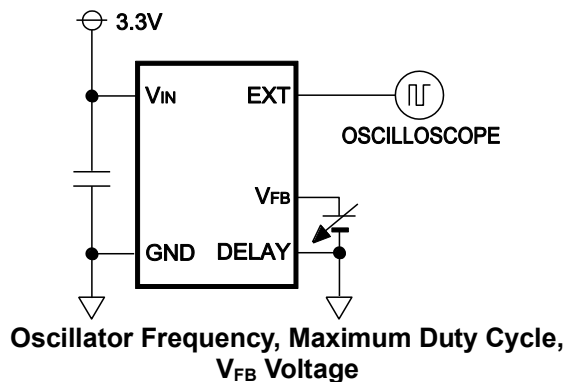 3.3V
VIN EXT
OSCILLOSCOPE
VFB
GND DELAY
Oscillator Frequency, Maximum Duty Cycle,
VFB Voltage